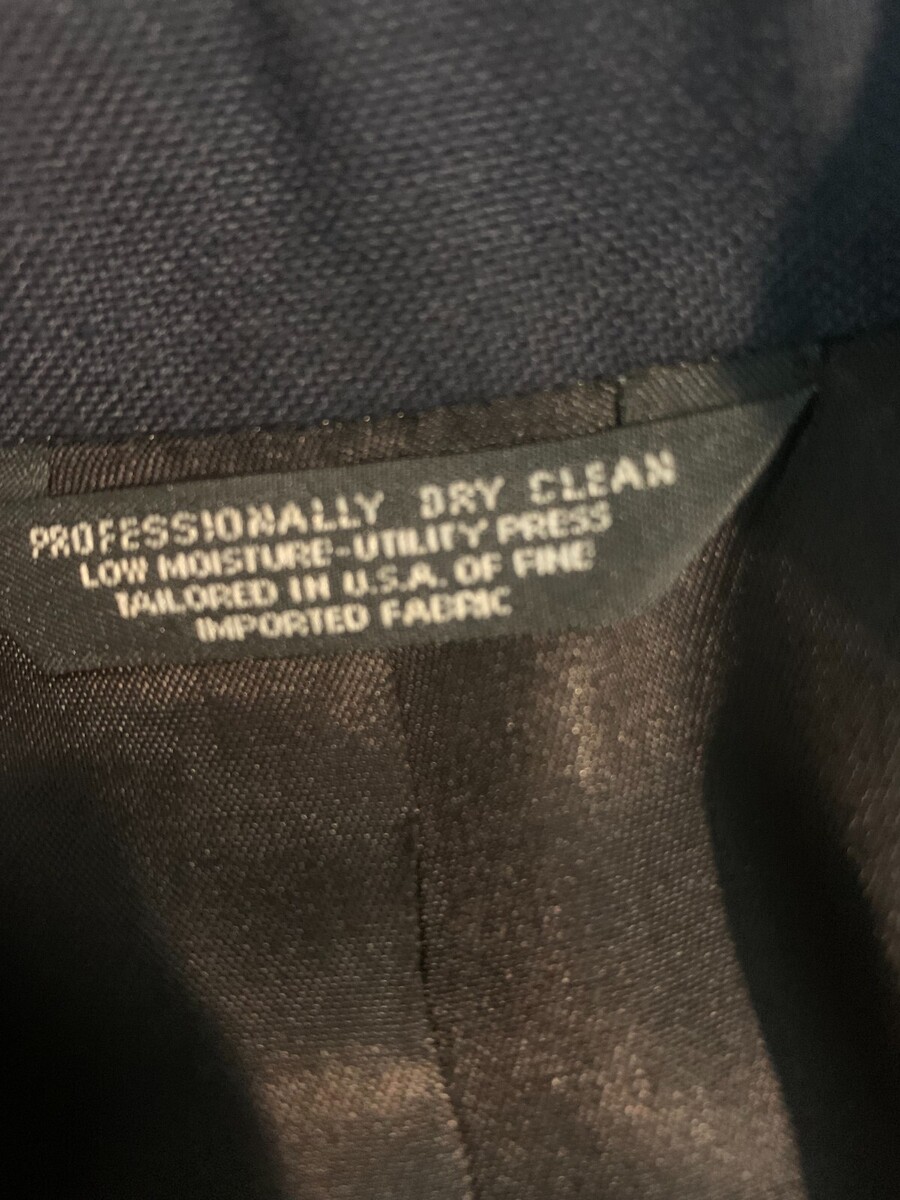 PROFESSIONALLY DRY CLEAN
LOW MOISTURE-UTILITY PRESS
TAILORED IN U.S.A. OF FINE
IMPORTED FABRIC